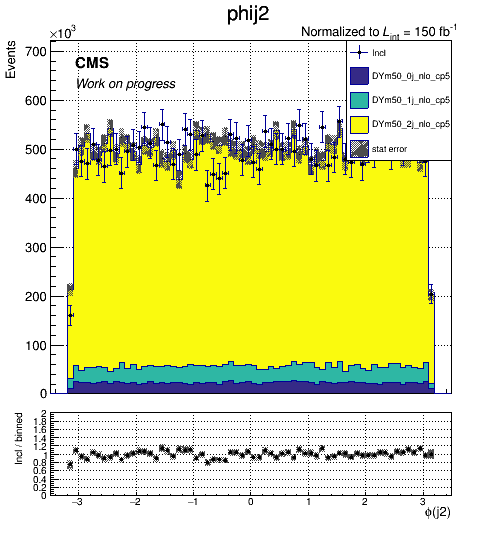 phij2
×10³
Normalized to L_int = 150 fb⁻¹
Events
CMS
Work on progress
Incl
DYm50_0j_nlo_cp5
DYm50_1j_nlo_cp5
DYm50_2j_nlo_cp5
stat error
700
600
500
400
300
200
100
0
Incl / binned
2
1.8
1.6
1.4
1.2
1
0.8
0.6
0.4
0.2
0
−3 −2 −1 0 1 2 3
ϕ(j2)